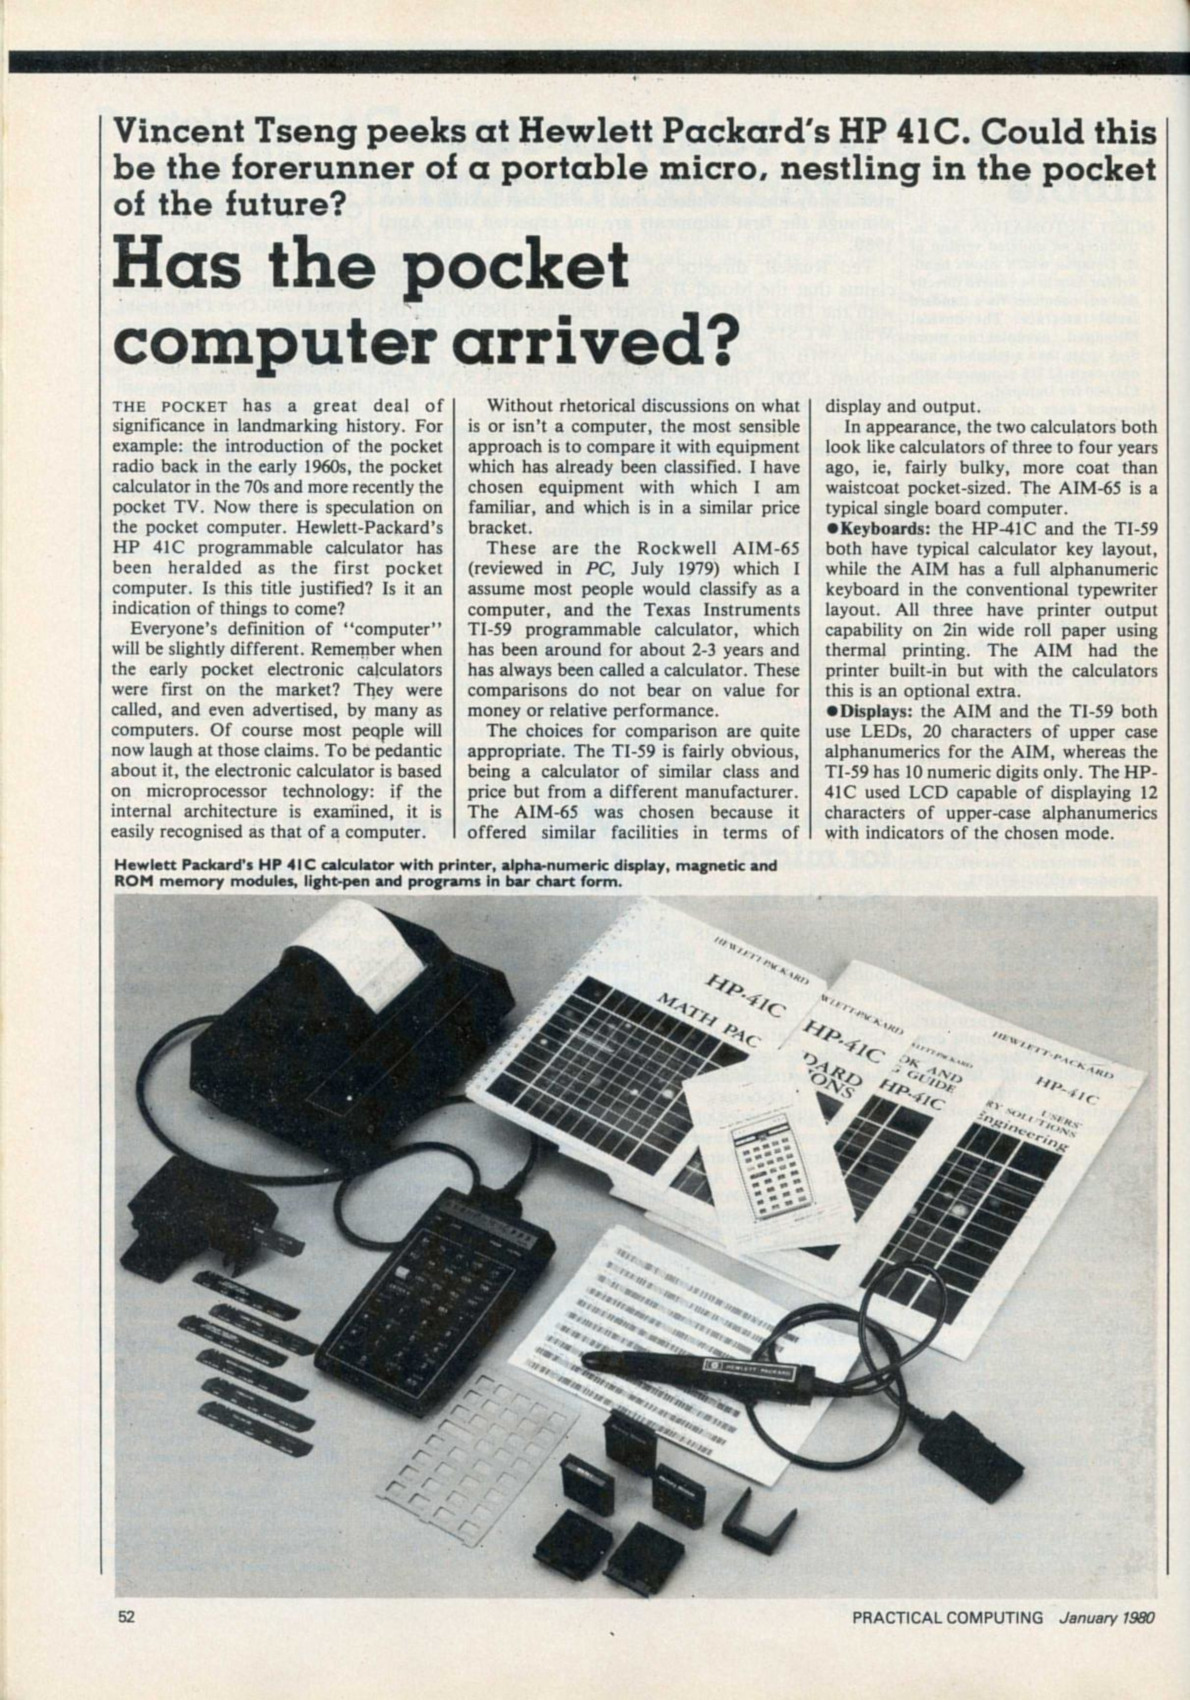 Vincent Tseng peeks at Hewlett Packard's HP 41C. Could this
be the forerunner of a portable micro, nestling in the pocket
of the future?
Has the pocket
computer arrived?
THE POCKET has a great deal of
significance in landmarking history. For
example: the introduction of the pocket
radio back in the early 1960s, the pocket
calculator in the 70s and more recently the
pocket TV. Now there is speculation on
the pocket computer. Hewlett-Packard's
HP 41C programmable calculator has
been heralded as the first pocket
computer. Is this title justified? Is it an
indication of things to come?
Everyone's definition of "computer"
will be slightly different. Remember when
the early pocket electronic calculators
were first on the market? They were
called, and even advertised, by many as
computers. Of course most people will
now laugh at those claims. To be pedantic
about it, the electronic calculator is based
on microprocessor technology: if the
internal architecture is examined, it is
easily recognised as that of a computer.
Without rhetorical discussions on what
is or isn't a computer, the most sensible
approach is to compare it with equipment
which has already been classified. I have
chosen equipment with which I am
familiar, and which is in a similar price
bracket.
These are the Rockwell AIM-65
(reviewed in PC, July 1979) which I
assume most people would classify as a
computer, and the Texas Instruments
TI-59 programmable calculator, which
has been around for about 2-3 years and
has always been called a calculator. These
comparisons do not bear on value for
money or relative performance.
The choices for comparison are quite
appropriate. The TI-59 is fairly obvious,
being a calculator of similar class and
price but from a different manufacturer.
The AIM-65 was chosen because it
offered similar facilities in terms of
display and output.
In appearance, the two calculators both
look like calculators of three to four years
ago, ie, fairly bulky, more coat than
waistcoat pocket-sized. The AIM-65 is a
typical single board computer.
●Keyboards: the HP-41C and the TI-59
both have typical calculator key layout,
while the AIM has a full alphanumeric
keyboard in the conventional typewriter
layout. All three have printer output
capability on 2in wide roll paper using
thermal printing. The AIM had the
printer built-in but with the calculators
this is an optional extra.
●Displays: the AIM and the TI-59 both
use LEDs, 20 characters of upper case
alphanumerics for the AIM, whereas the
TI-59 has 10 numeric digits only. The HP-
41C used LCD capable of displaying 12
characters of upper-case alphanumerics
with indicators of the chosen mode.
Hewlett Packard's HP 41C calculator with printer, alpha-numeric display, magnetic and
ROM memory modules, light-pen and programs in bar chart form.
HEWLETT-PACKARD
HP-41C
MATH PAC
WLETT-PACKARD
HP-41C
DARD
ONS
LETT-PACKARD
OK AND
G GUIDE
HP-41C
HEWLETT-PACKARD
HP-41C
USERS'
RY SOLUTIONS
Engineering
HEWLETT PACKARD
52
PRACTICAL COMPUTING January 1980